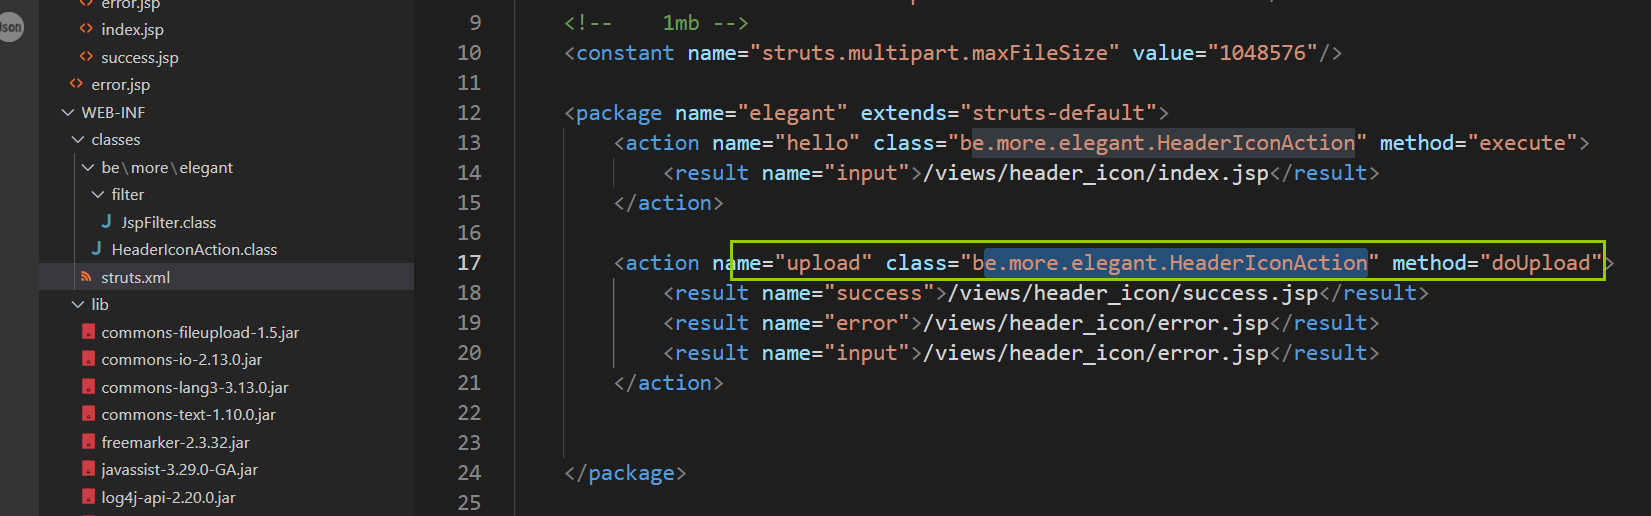 Json
error.jsp
index.jsp
success.jsp
error.jsp
WEB-INF
classes
be\more\elegant
filter
J JspFilter.class
J HeaderIconAction.class
struts.xml
lib
commons-fileupload-1.5.jar
commons-io-2.13.0.jar
commons-lang3-3.13.0.jar
commons-text-1.10.0.jar
freemarker-2.3.32.jar
javassist-3.29.0-GA.jar
log4j-api-2.20.0.jar
9 <!-- 1mb -->
10 <constant name="struts.multipart.maxFileSize" value="1048576"/>
11
12 <package name="elegant" extends="struts-default">
13 <action name="hello" class="be.more.elegant.HeaderIconAction" method="execute">
14 <result name="input">/views/header_icon/index.jsp</result>
15 </action>
16
17 <action name="upload" class="be.more.elegant.HeaderIconAction" method="doUpload">
18 <result name="success">/views/header_icon/success.jsp</result>
19 <result name="error">/views/header_icon/error.jsp</result>
20 <result name="input">/views/header_icon/error.jsp</result>
21 </action>
22
23
24 </package>
25